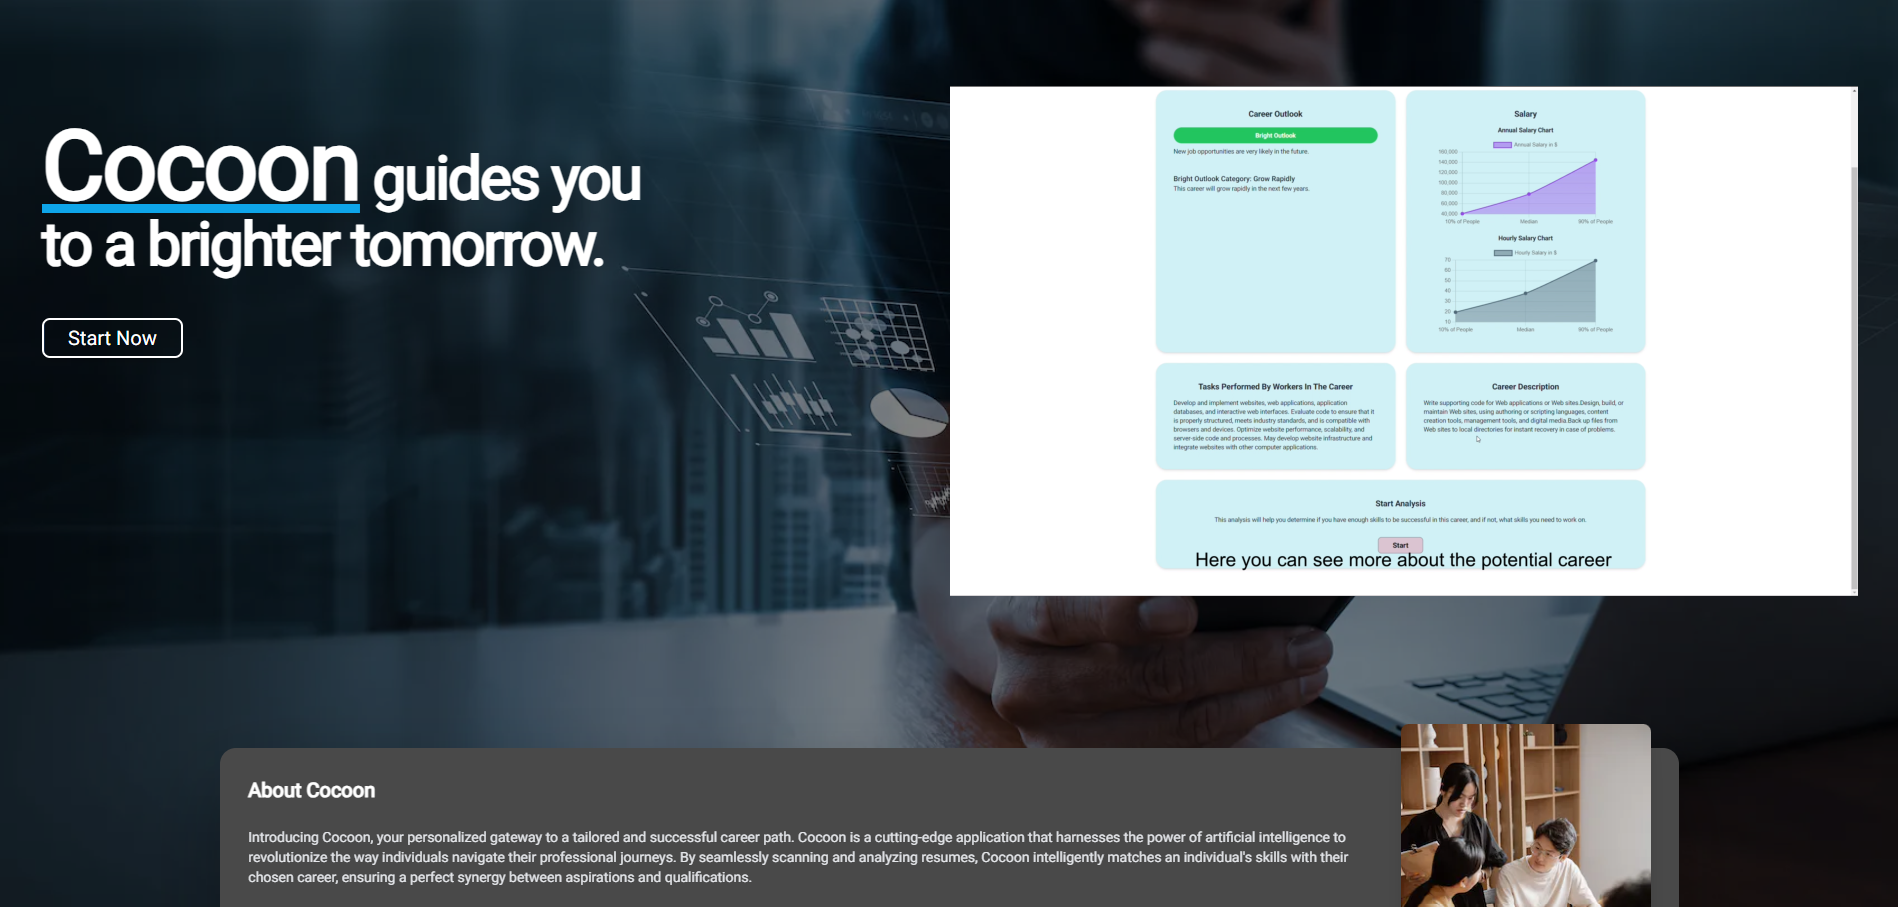 Cocoon guides you
to a brighter tomorrow.
Start Now
Career Outlook
Bright Outlook
New job opportunities are very likely in the future.
Bright Outlook Category: Grow Rapidly
This career will grow rapidly in the next few years.
Salary
Annual Salary Chart
Annual Salary in $
160,000
140,000
120,000
100,000
80,000
60,000
40,000
10% of People Median 90% of People
Hourly Salary Chart
Hourly Salary in $
70
60
50
40
30
20
10
10% of People Median 90% of People
Tasks Performed By Workers In The Career
Develop and implement websites, web applications, application
databases, and interactive web interfaces. Evaluate code to ensure that it
is properly structured, meets industry standards, and is compatible with
browsers and devices. Optimize website performance, scalability, and
server-side code and processes. May develop website infrastructure and
integrate websites with other computer applications.
Career Description
Write supporting code for Web applications or Web sites.Design, build, or
maintain Web sites, using authoring or scripting languages, content
creation tools, management tools, and digital media.Back up files from
Web sites to local directories for instant recovery in case of problems.
Start Analysis
This analysis will help you determine if you have enough skills to be successful in this career, and if not, what skills you need to work on.
Start
Here you can see more about the potential career
About Cocoon
Introducing Cocoon, your personalized gateway to a tailored and successful career path. Cocoon is a cutting-edge application that harnesses the power of artificial intelligence to
revolutionize the way individuals navigate their professional journeys. By seamlessly scanning and analyzing resumes, Cocoon intelligently matches an individual's skills with their
chosen career, ensuring a perfect synergy between aspirations and qualifications.